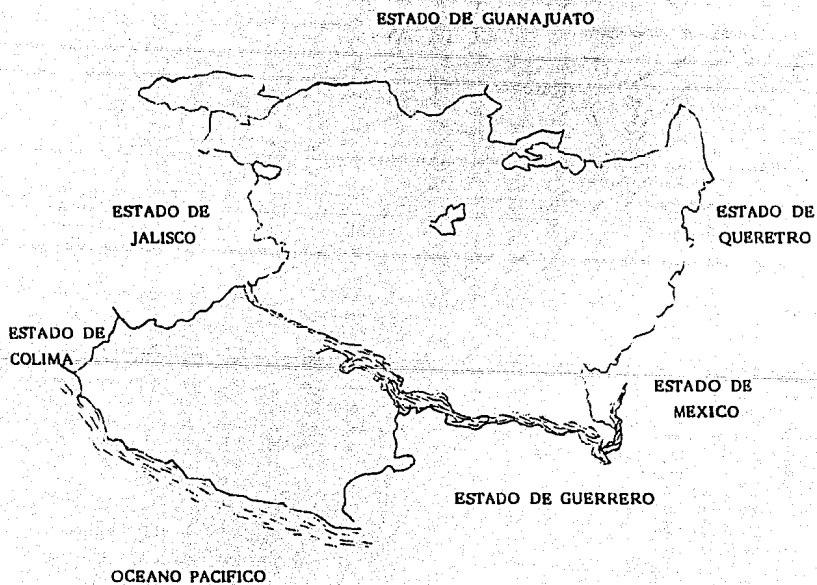 ESTADO DE GUANAJUATO
ESTADO DE
JALISCO
ESTADO DE
QUERETRO
ESTADO DE
COLIMA
ESTADO DE
MEXICO
ESTADO DE GUERRERO
OCEANO PACIFICO